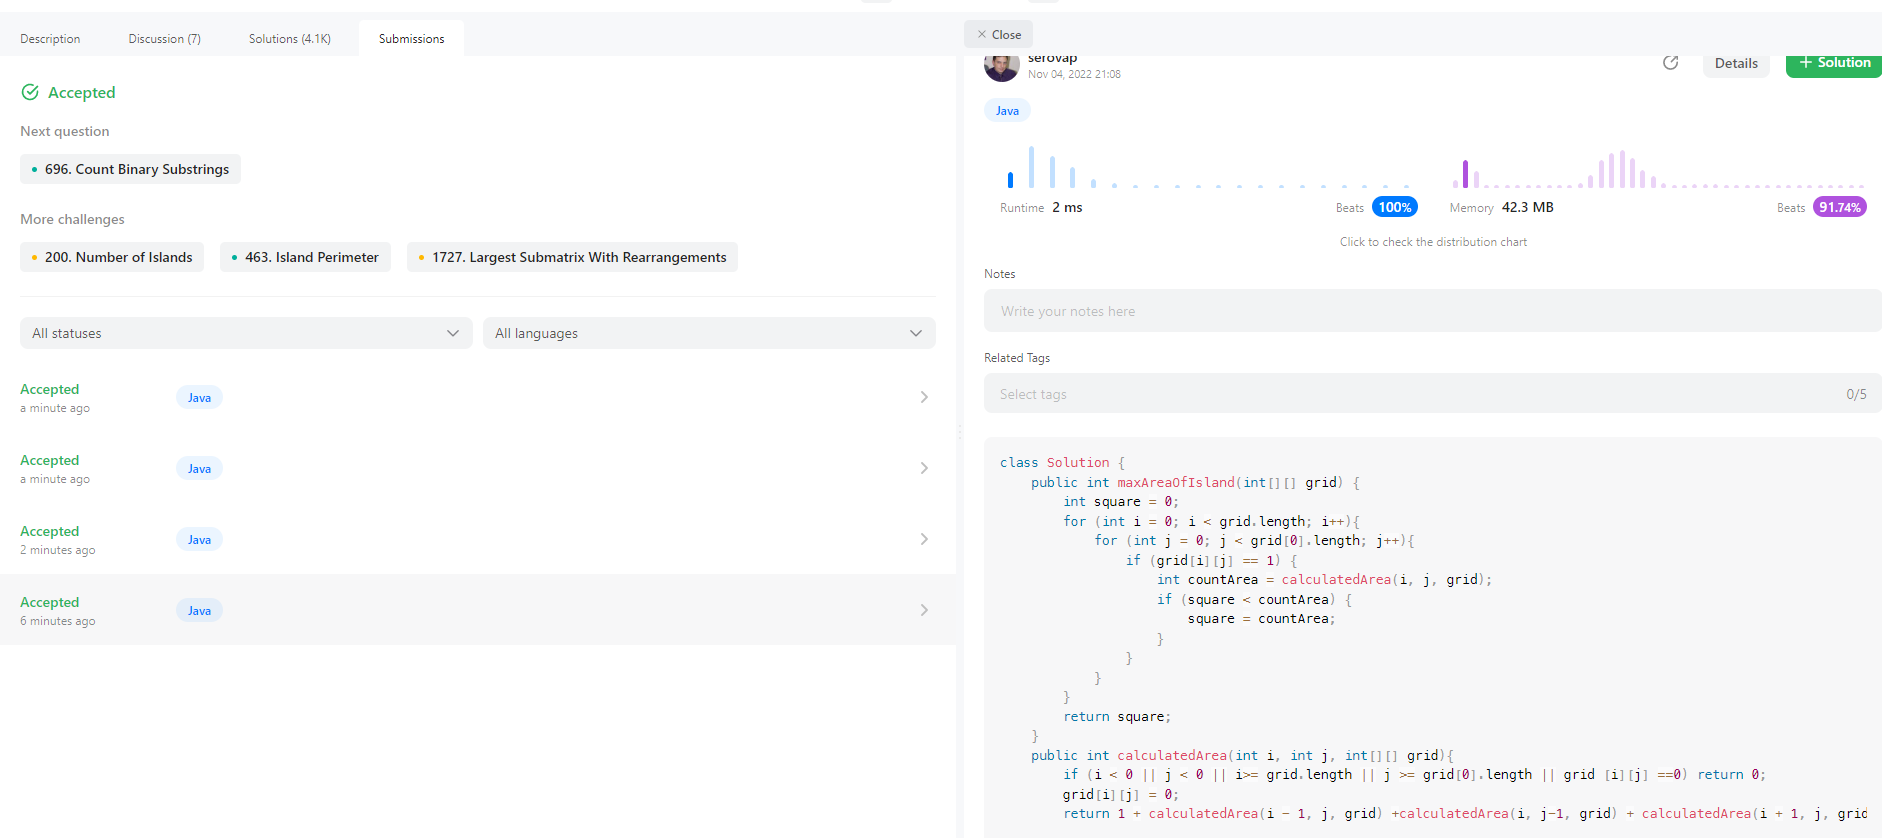 Description Discussion (7) Solutions (4.1K) Submissions
Accepted
Next question
696. Count Binary Substrings
More challenges
200. Number of Islands 463. Island Perimeter 1727. Largest Submatrix With Rearrangements
All statuses All languages
Accepted
a minute ago
Java
Accepted
a minute ago
Java
Accepted
2 minutes ago
Java
Accepted
6 minutes ago
Java
× Close
serovap
Nov 04, 2022 21:08
Details + Solution
Java
Runtime 2 ms Beats 100% Memory 42.3 MB Beats 91.74%
Click to check the distribution chart
Notes
Write your notes here
Related Tags
Select tags 0/5
class Solution {
    public int maxAreaOfIsland(int[][] grid) {
        int square = 0;
        for (int i = 0; i < grid.length; i++){
            for (int j = 0; j < grid[0].length; j++){
                if (grid[i][j] == 1) {
                    int countArea = calculatedArea(i, j, grid);
                    if (square < countArea) {
                        square = countArea;
                    }
                }
            }
        }
        return square;
    }
    public int calculatedArea(int i, int j, int[][] grid){
        if (i < 0 || j < 0 || i>= grid.length || j >= grid[0].length || grid [i][j] ==0) return 0;
        grid[i][j] = 0;
        return 1 + calculatedArea(i - 1, j, grid) +calculatedArea(i, j-1, grid) + calculatedArea(i + 1, j, grid